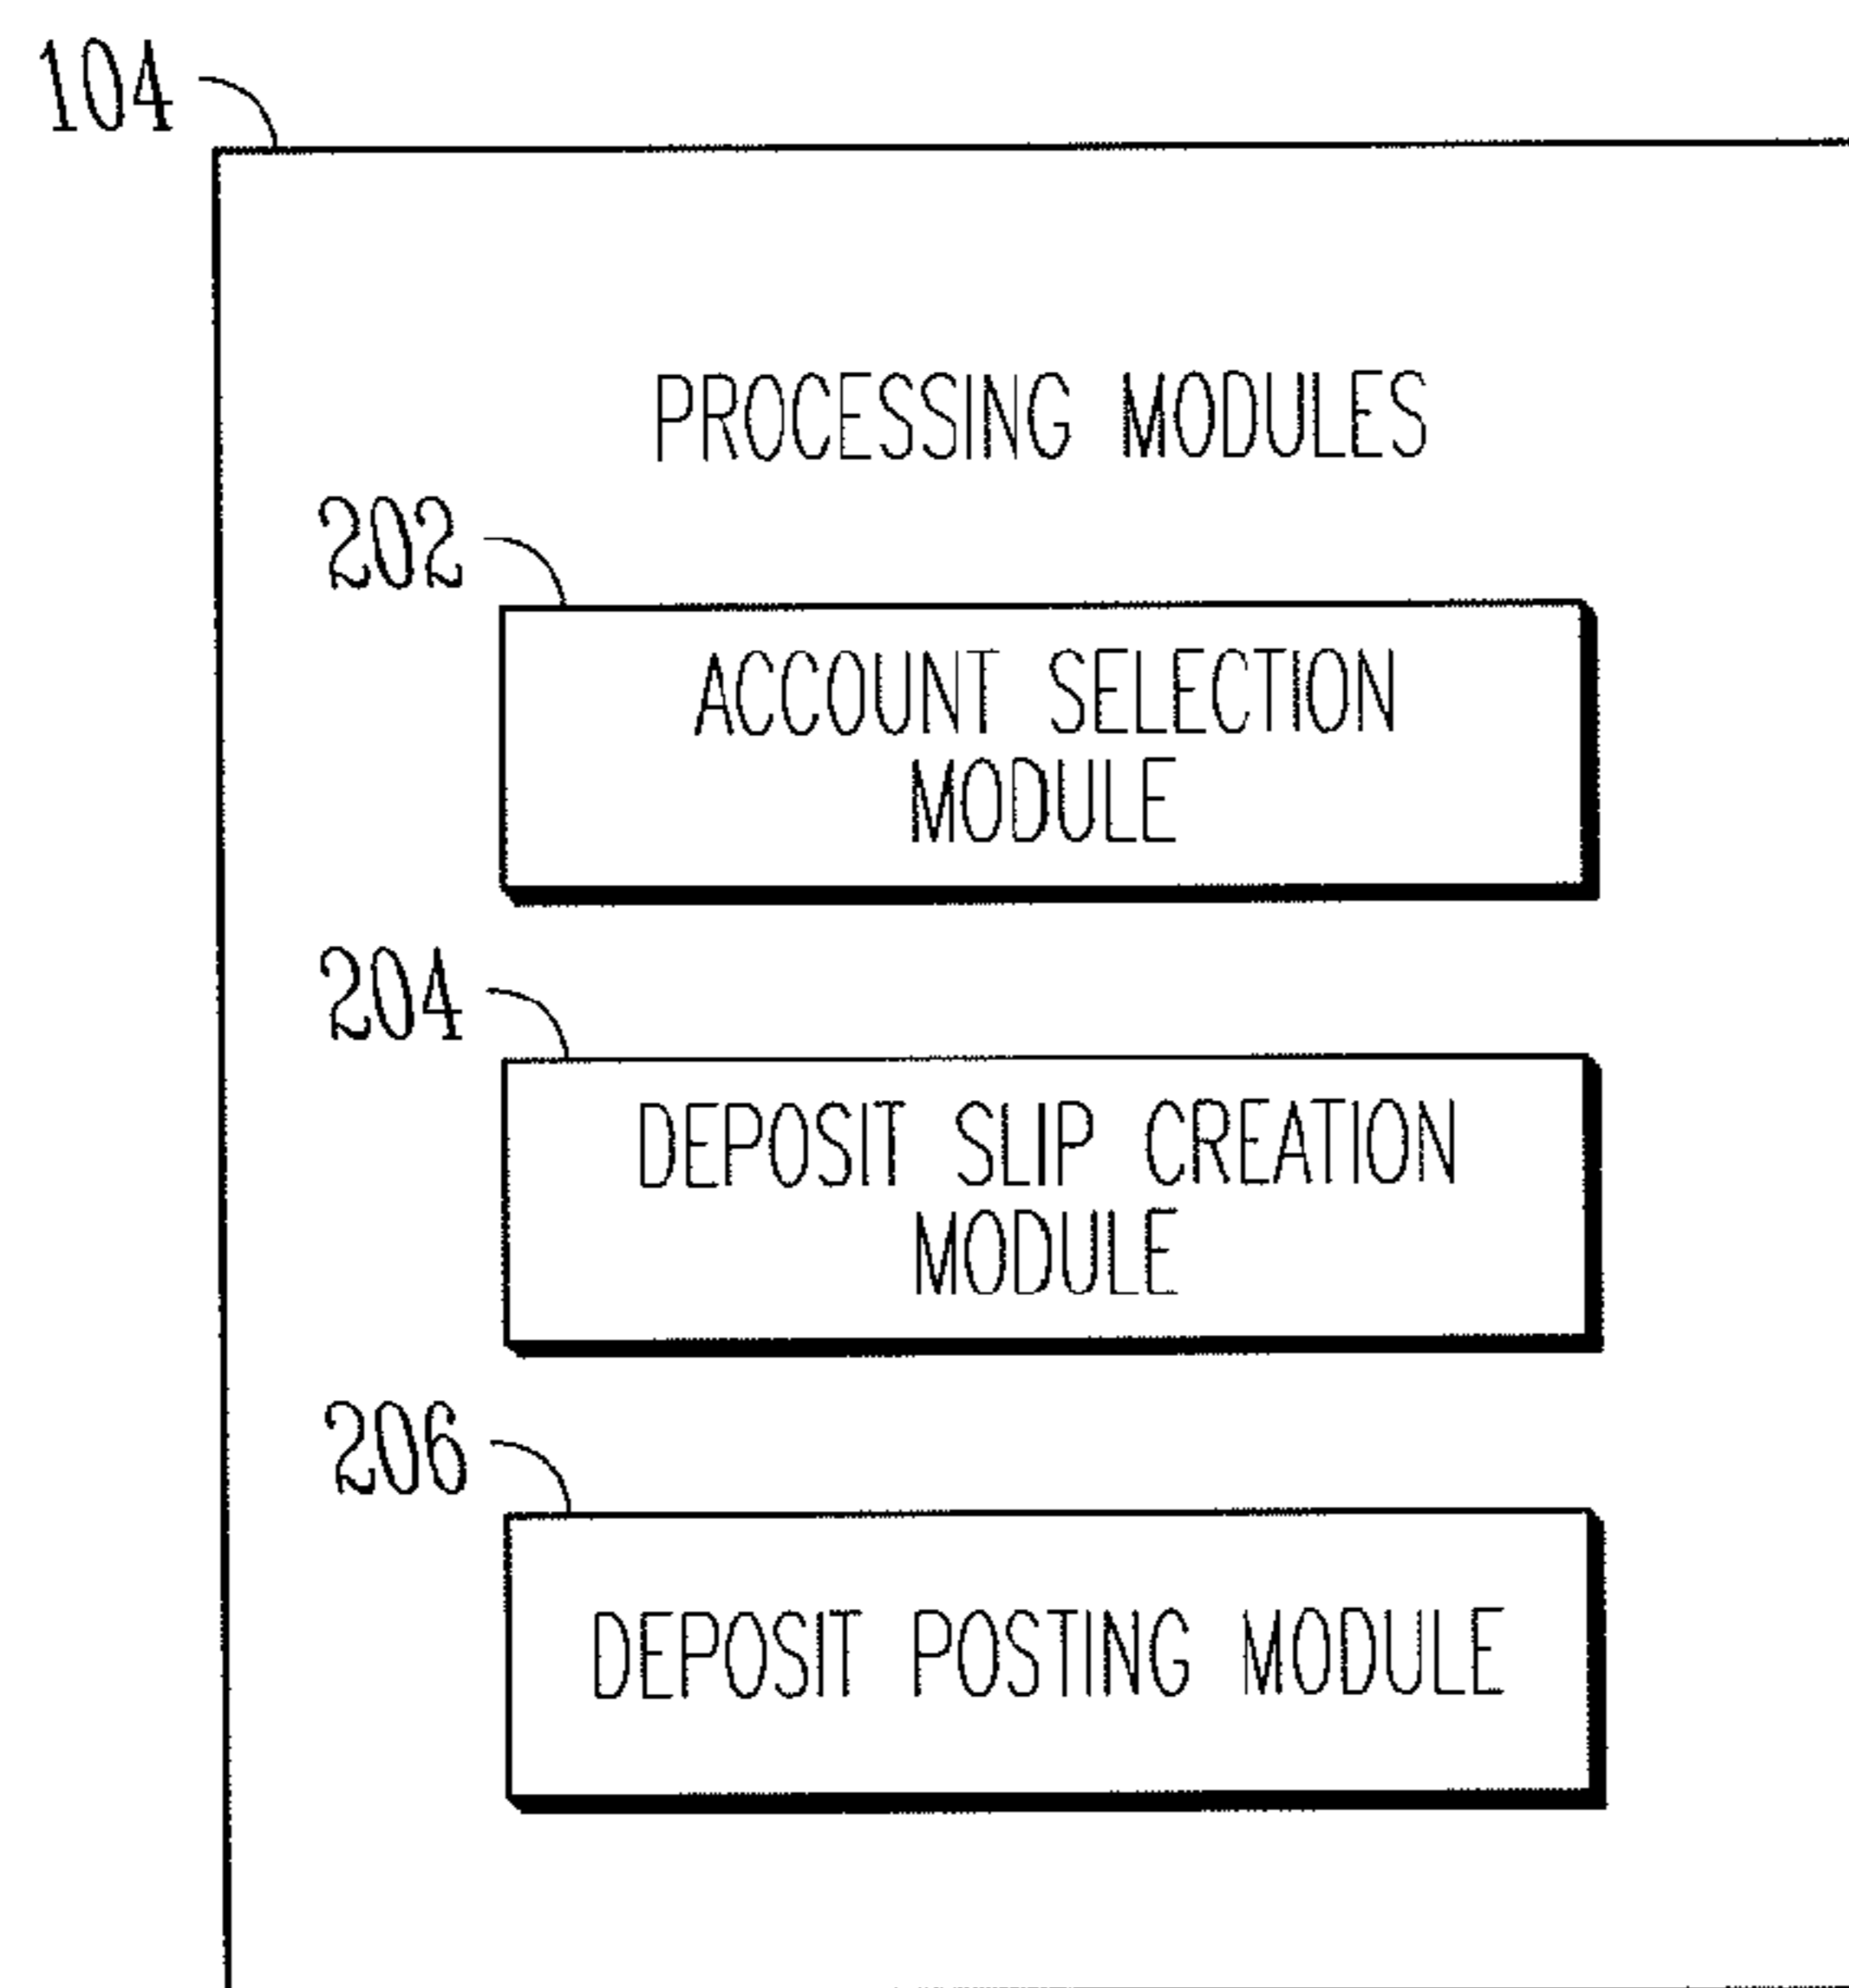 104
PROCESSING MODULES
202
ACCOUNT SELECTION
MODULE
204
DEPOSIT SLIP CREATION
MODULE
206
DEPOSIT POSTING MODULE